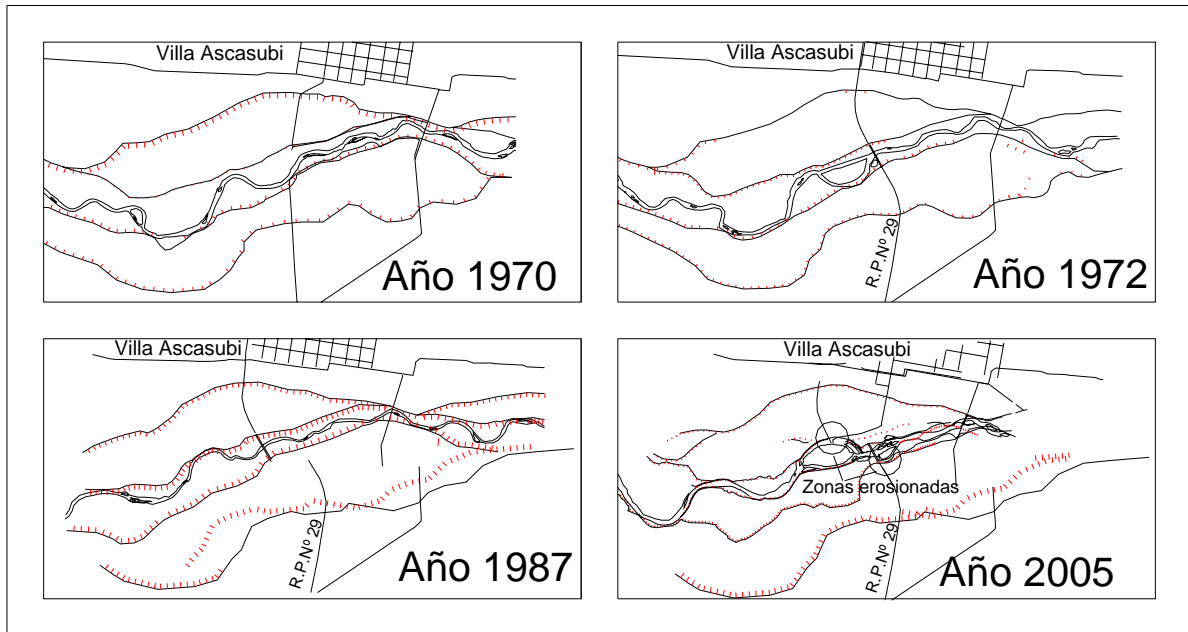 Villa Ascasubi
Año 1970
Villa Ascasubi
R.P.Nº 29
Año 1972
Villa Ascasubi
R.P.Nº 29
Año 1987
Villa Ascasubi
Zonas erosionadas
R.P.Nº 29
Año 2005